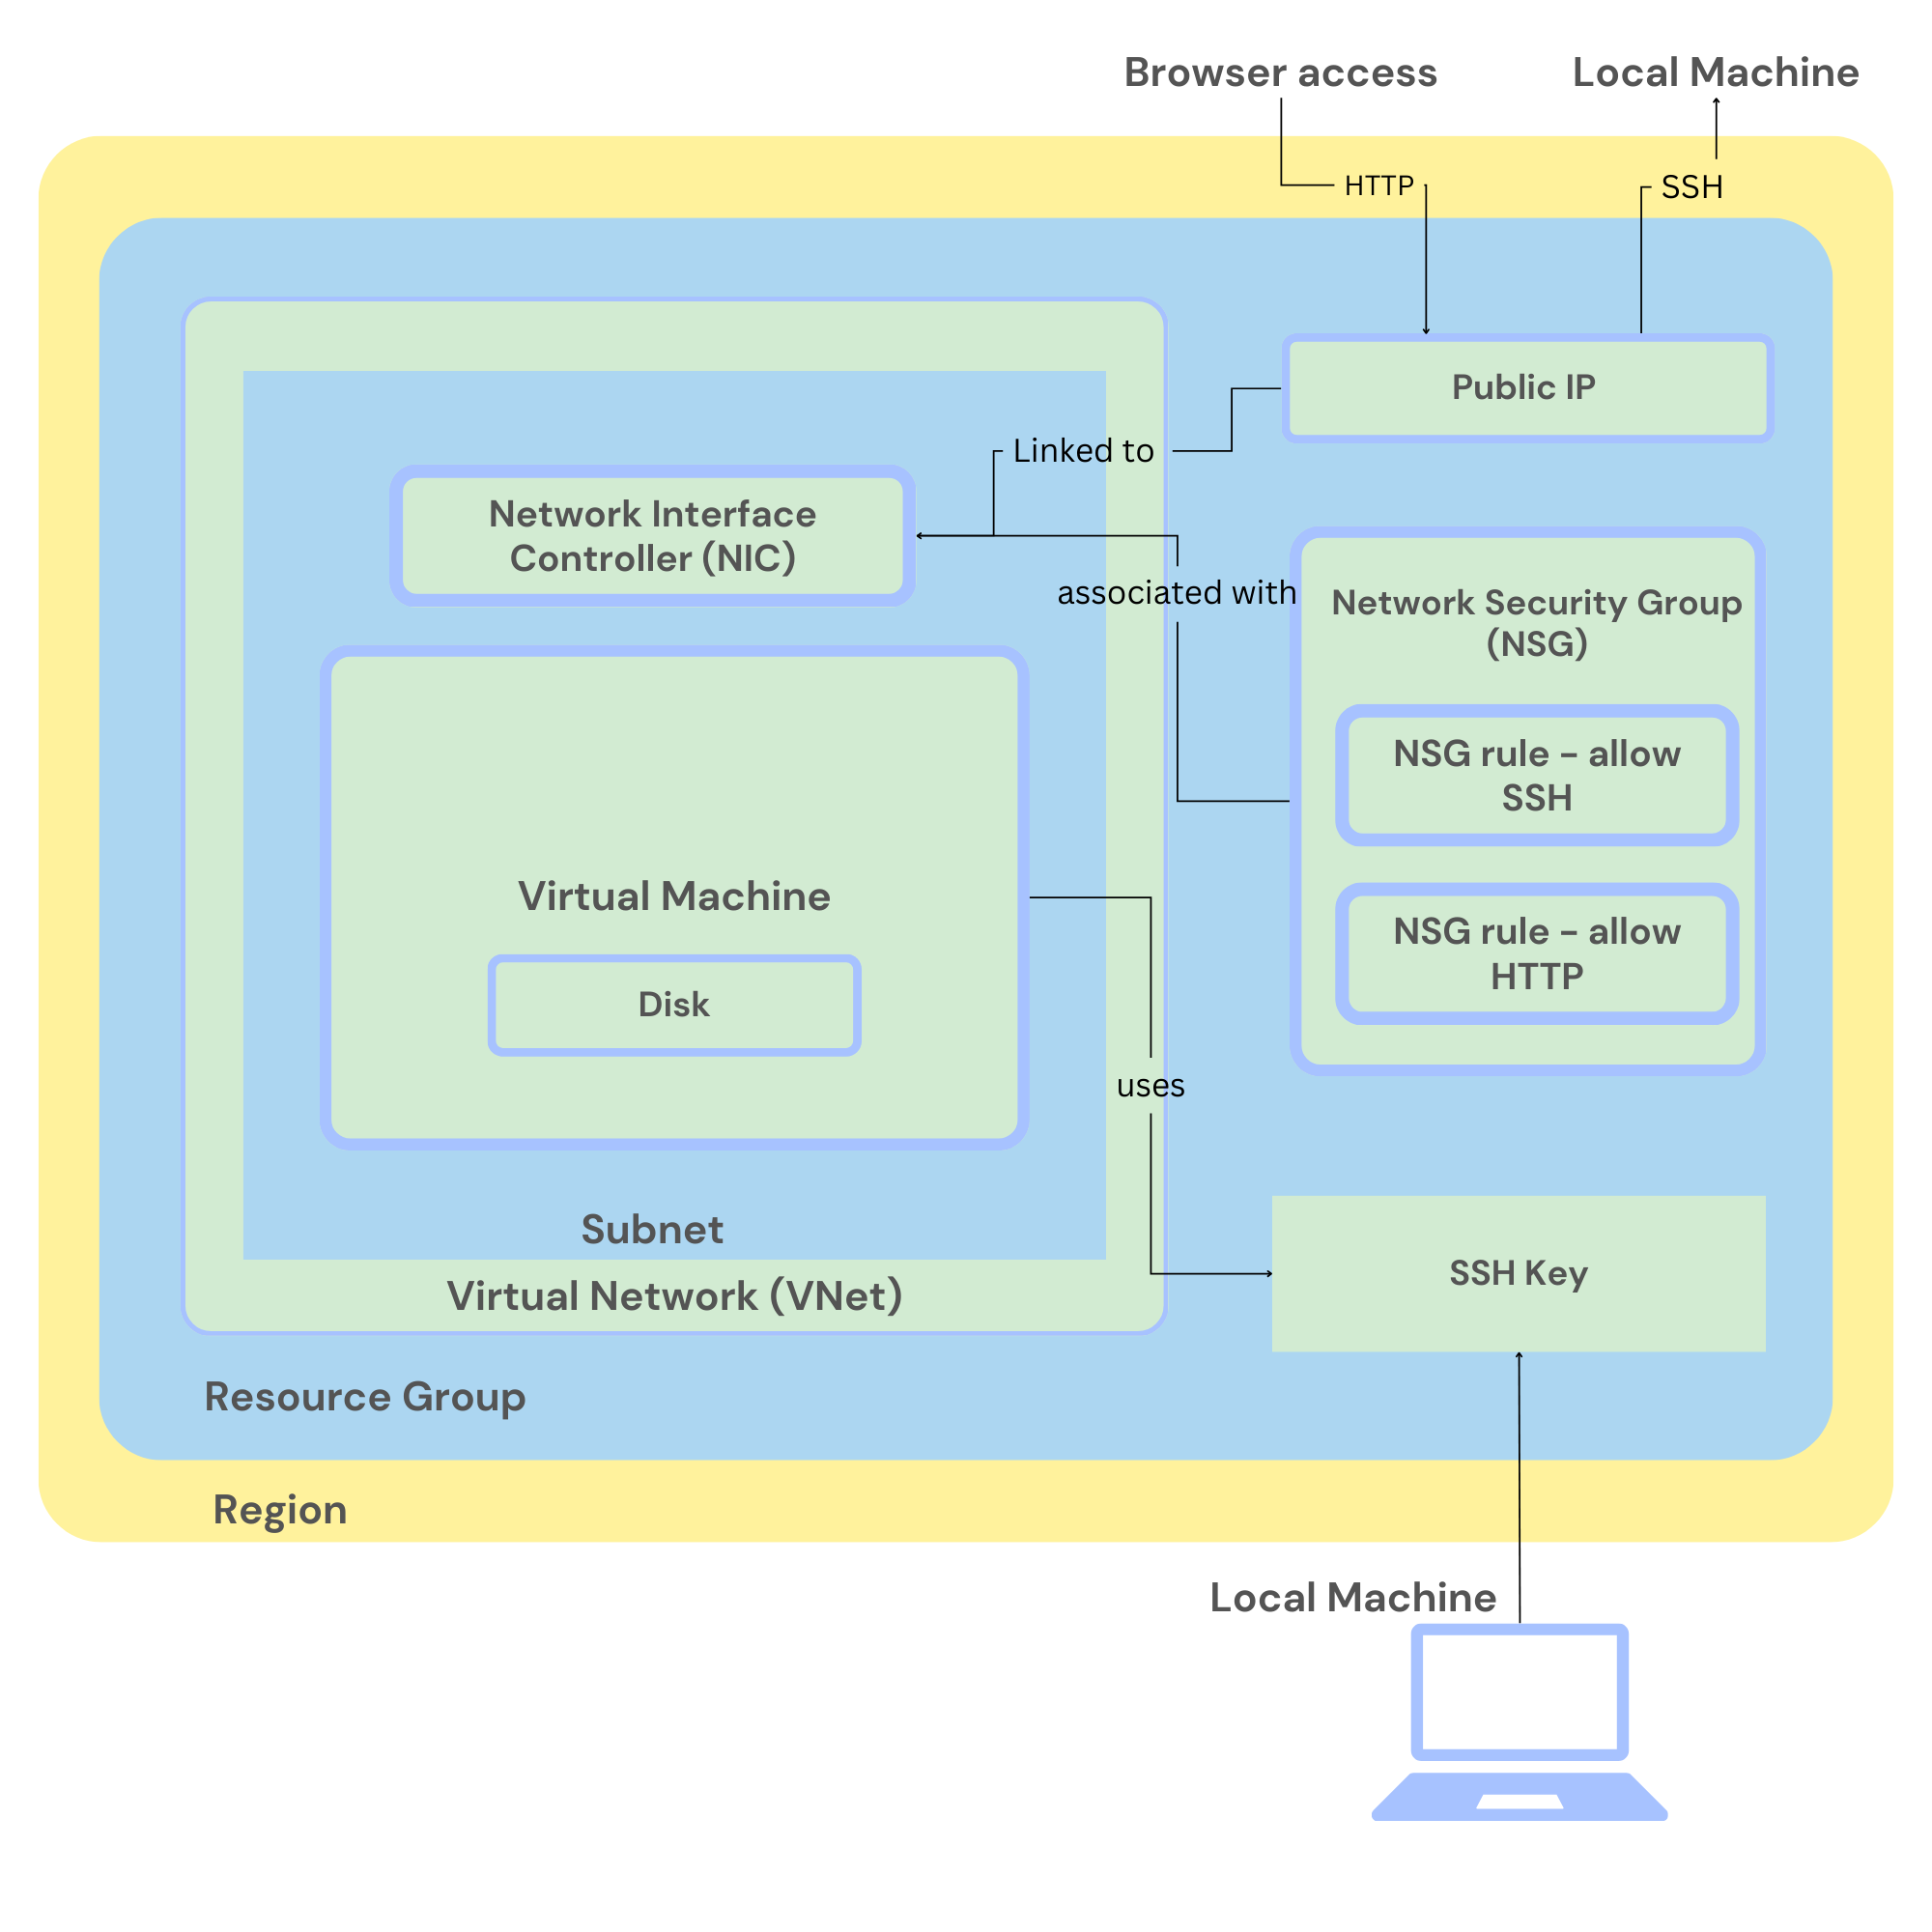 Browser access
Local Machine
HTTP
SSH
Public IP
Linked to
Network Interface
Controller (NIC)
associated with
Network Security Group
(NSG)
NSG rule - allow
SSH
Virtual Machine
NSG rule - allow
HTTP
Disk
uses
Subnet
SSH Key
Virtual Network (VNet)
Resource Group
Region
Local Machine